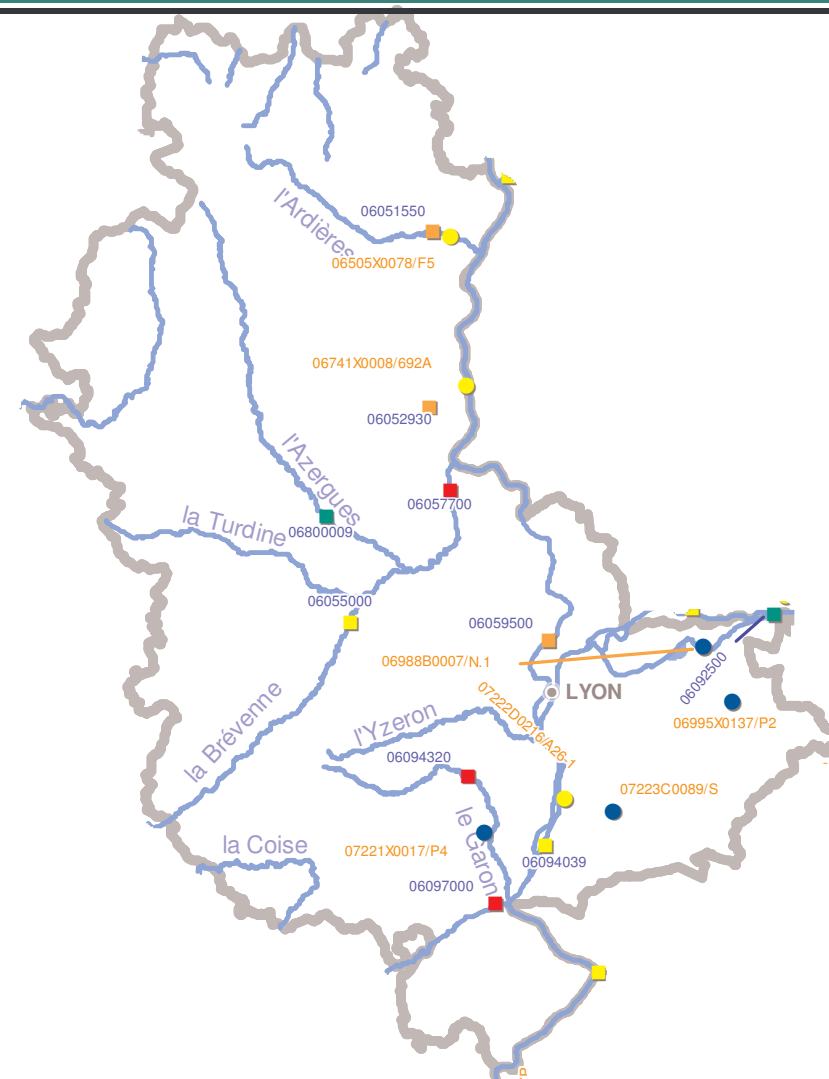 06051550
l'Ardières
06505X0078/F5
06741X0008/692A
06052930
l'Azergues
06057700
la Turdine
06800009
06055000
06059500
06988B0007/N.1
06092500
LYON
07222D0216/A26-1
la Brévenne
l'Yzeron
06995X0137/P2
06094320
07223C0089/S
le Garon
la Coise
07221X0017/P4
06094039
06097000